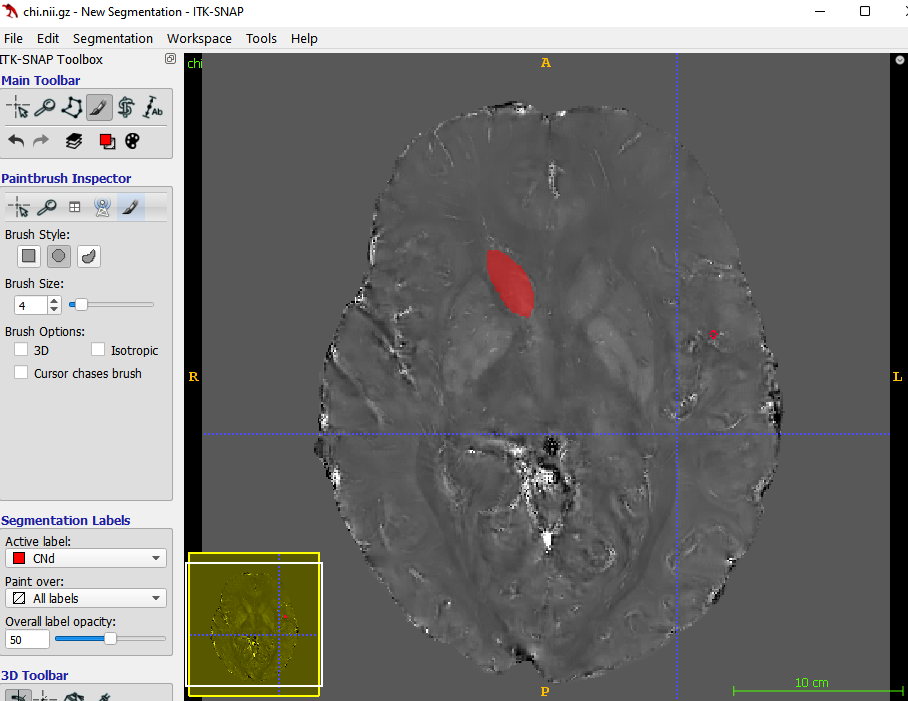 chi.nii.gz - New Segmentation - ITK-SNAP
File Edit Segmentation Workspace Tools Help
ITK-SNAP Toolbox
chi
Main Toolbar
Ab
Paintbrush Inspector
Brush Style:
Brush Size:
4
Brush Options:
3D Isotropic
Cursor chases brush
Segmentation Labels
Active label:
CNd
Paint over:
All labels
Overall label opacity:
50
3D Toolbar
A
R
L
P
10 cm